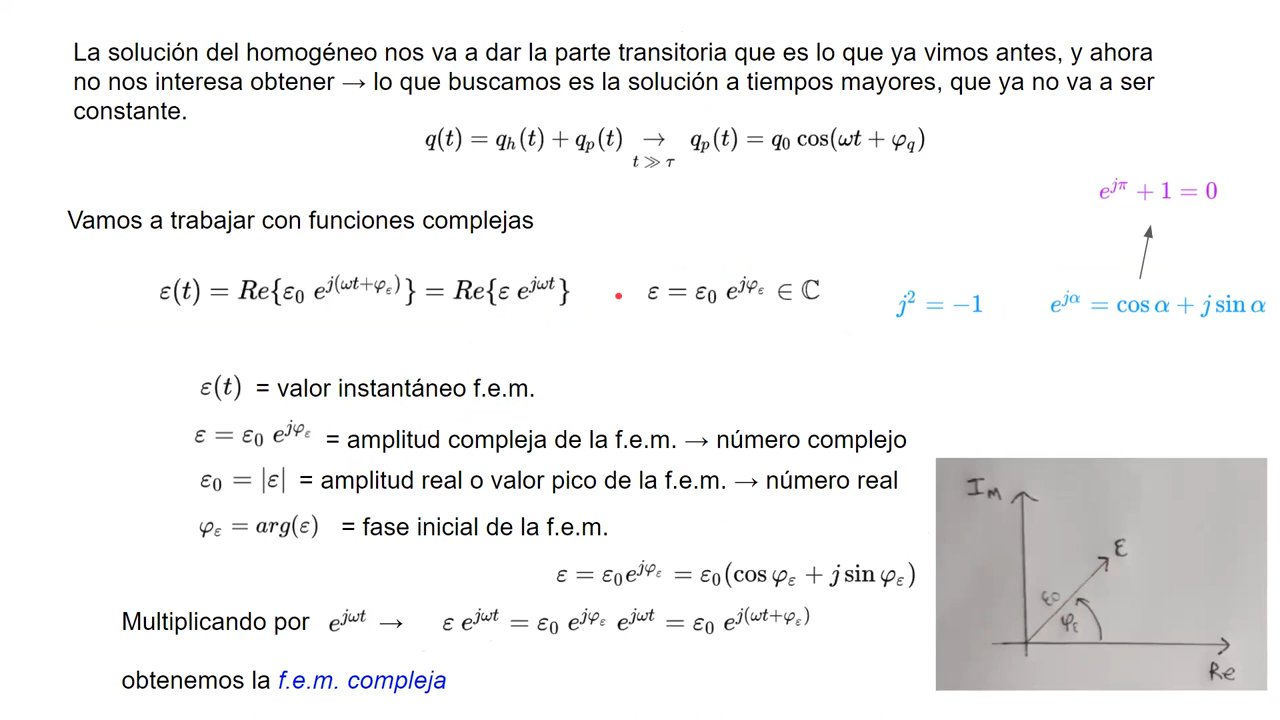 La solución del homogéneo nos va a dar la parte transitoria que es lo que ya vimos antes, y ahora
no nos interesa obtener → lo que buscamos es la solución a tiempos mayores, que ya no va a ser
constante.
q(t) = q_h(t) + q_p(t) → q_p(t) = q_0 cos(ωt + φ_q)
t ≫ τ
e^{jπ} + 1 = 0
Vamos a trabajar con funciones complejas
ε(t) = Re{ε_0 e^{j(ωt+φ_ε)}} = Re{ε e^{jωt}} ε = ε_0 e^{jφ_ε} ∈ ℂ j^2 = −1 e^{jα} = cos α + j sin α
ε(t) = valor instantáneo f.e.m.
ε = ε_0 e^{jφ_ε} = amplitud compleja de la f.e.m. → número complejo
ε_0 = |ε| = amplitud real o valor pico de la f.e.m. → número real
φ_ε = arg(ε) = fase inicial de la f.e.m.
ε = ε_0 e^{jφ_ε} = ε_0(cos φ_ε + j sin φ_ε)
Multiplicando por e^{jωt} → ε e^{jωt} = ε_0 e^{jφ_ε} e^{jωt} = ε_0 e^{j(ωt+φ_ε)}
obtenemos la f.e.m. compleja
Im
ε
ε_0
φ_ε
Re